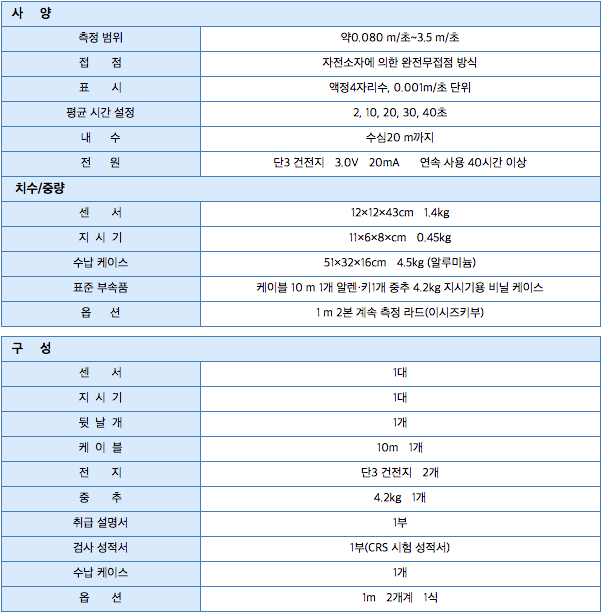 사 양
측정 범위 약0.080 m/초~3.5 m/초
접 점 자전소자에 의한 완전무접점 방식
표 시 액정4자리수, 0.001m/초 단위
평균 시간 설정 2, 10, 20, 30, 40초
내 수 수심20 m까지
전 원 단3 건전지 3.0V 20mA 연속 사용 40시간 이상
치수/중량
센 서 12×12×43cm 1.4kg
지 시 기 11×6×8×cm 0.45kg
수납 케이스 51×32×16cm 4.5kg (알루미늄)
표준 부속품 케이블 10 m 1개 알렌·키1개 중추 4.2kg 지시기용 비닐 케이스
옵 션 1 m 2본 계속 측정 라드(이시즈키부)
구 성
센 서 1대
지 시 기 1대
뒷 날 개 1개
케 이 블 10m 1개
전 지 단3 건전지 2개
중 추 4.2kg 1개
취급 설명서 1부
검사 성적서 1부(CRS 시험 성적서)
수납 케이스 1개
옵 션 1m 2개계 1식